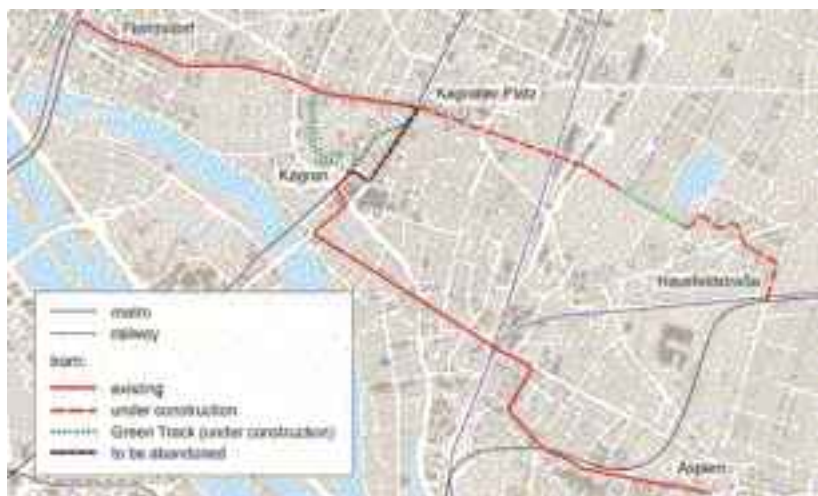 Floridsdorf
Kagraner Platz
Kagran
Hausfeldstraße
metro
railway
tram:
existing
under construction
Green Track (under construction)
to be abandoned
Aspern